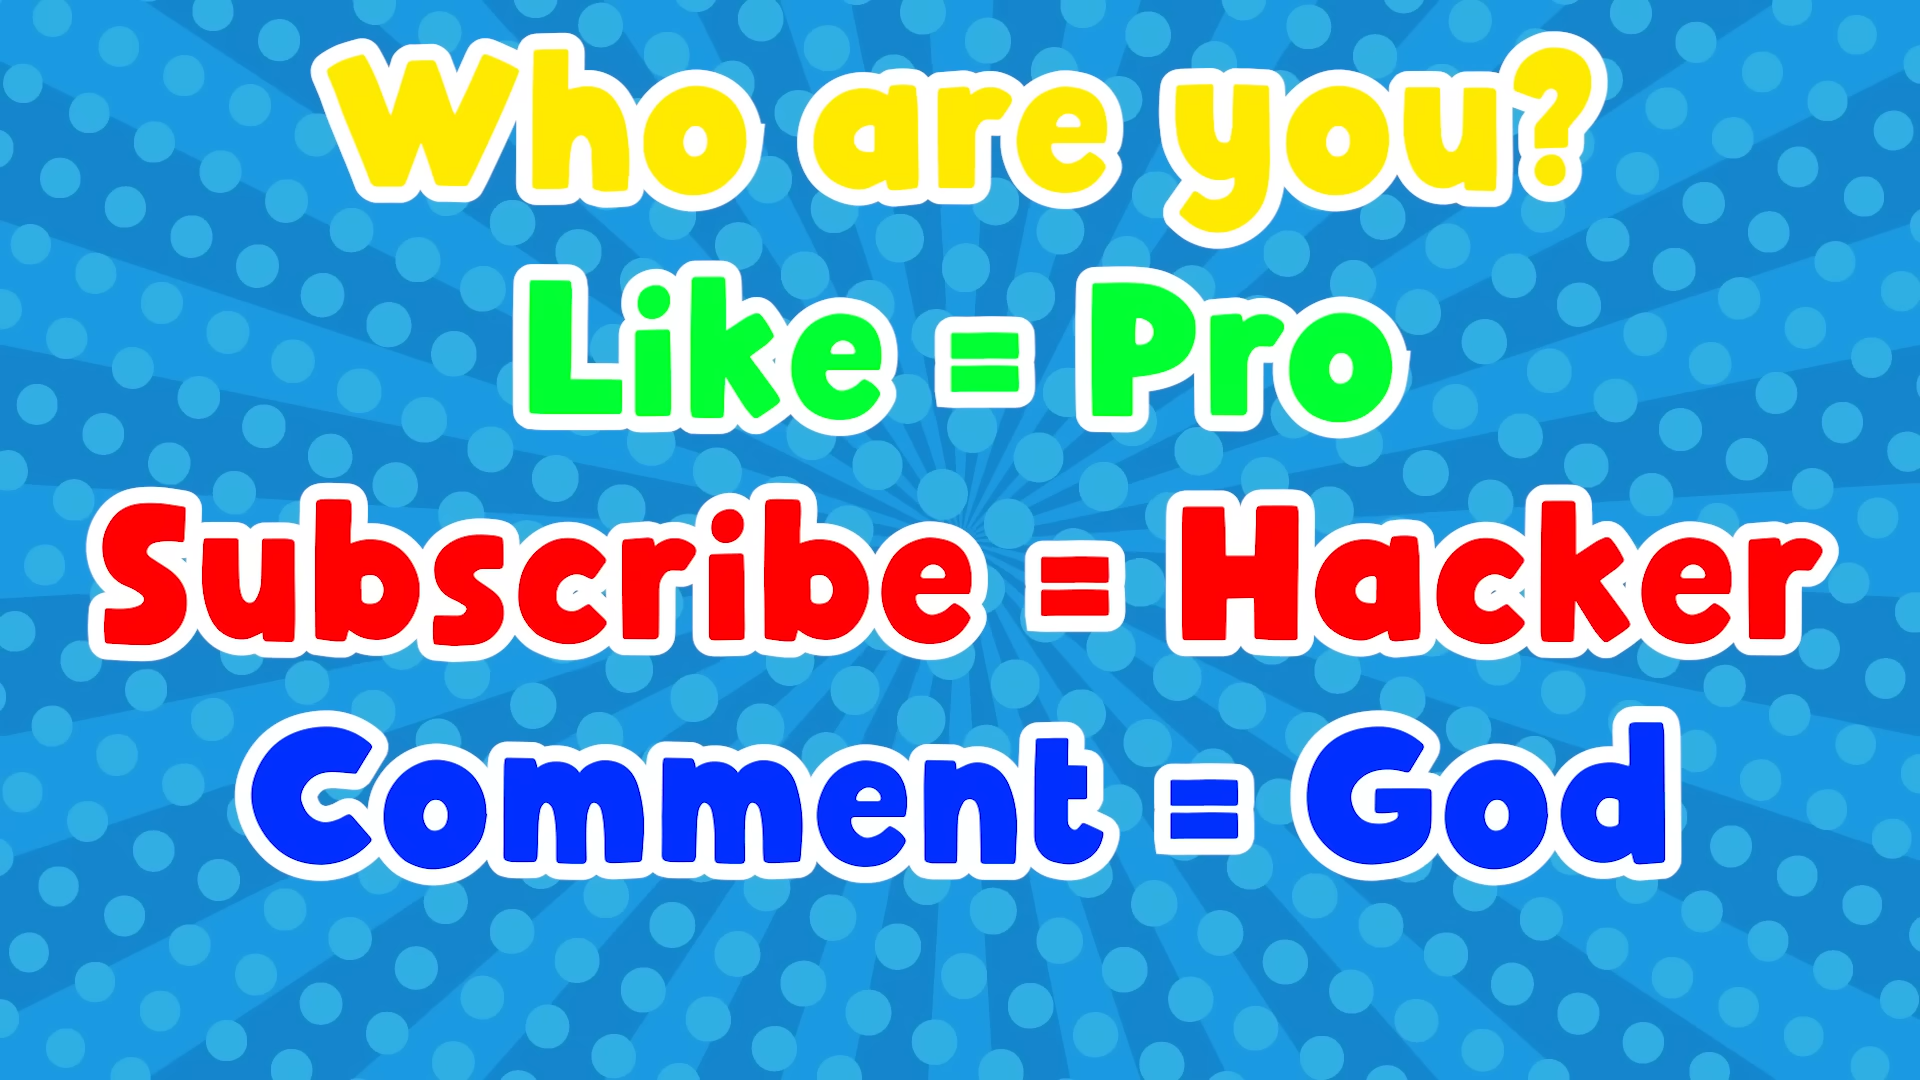 Who are you?
Like = Pro
Subscribe = Hacker
Comment = God